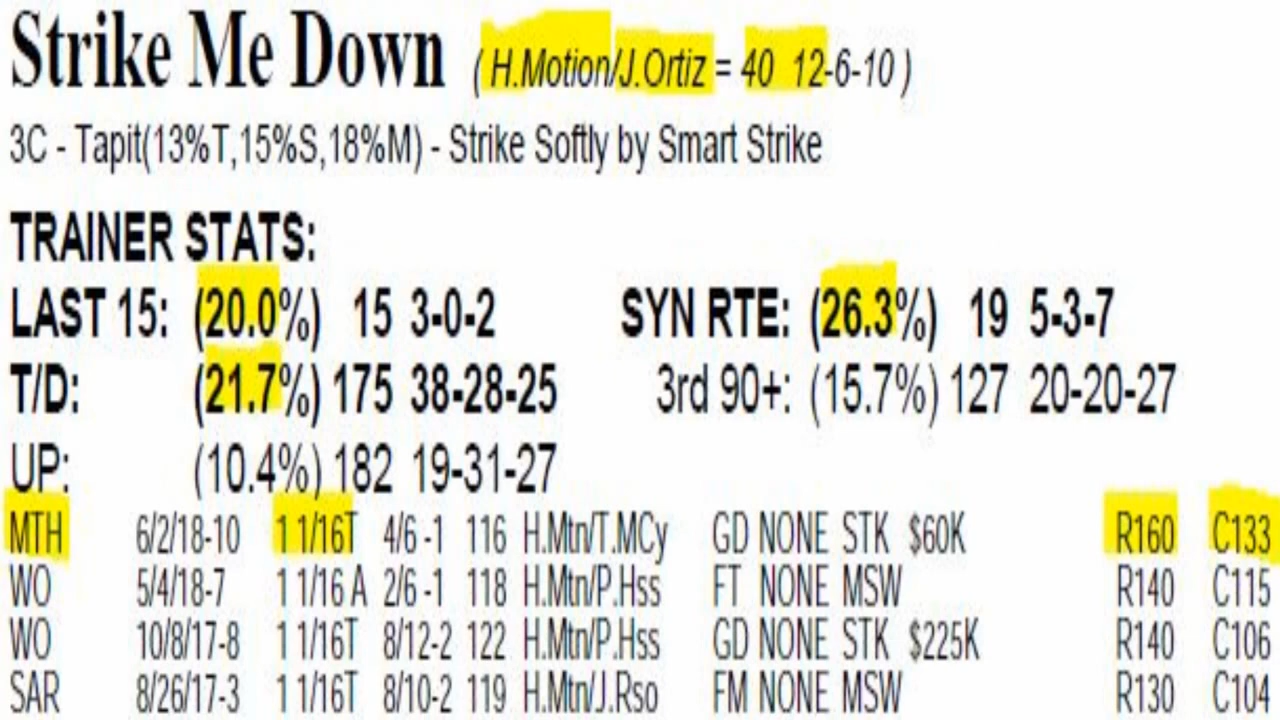 Strike Me Down ( H.Motion/J.Ortiz = 40 12-6-10 )
3C - Tapit(13%T,15%S,18%M) - Strike Softly by Smart Strike
TRAINER STATS:
LAST 15: (20.0%) 15 3-0-2 SYN RTE: (26.3%) 19 5-3-7
T/D: (21.7%) 175 38-28-25 3rd 90+: (15.7%) 127 20-20-27
UP: (10.4%) 182 19-31-27
MTH 6/2/18-10 1 1/16T 4/6 -1 116 H.Mtn/T.MCy GD NONE STK $60K R160 C133
WO 5/4/18-7 1 1/16 A 2/6 -1 118 H.Mtn/P.Hss FT NONE MSW R140 C115
WO 10/8/17-8 1 1/16T 8/12-2 122 H.Mtn/P.Hss GD NONE STK $225K R140 C106
SAR 8/26/17-3 1 1/16T 8/10-2 119 H.Mtn/J.Rso FM NONE MSW R130 C104